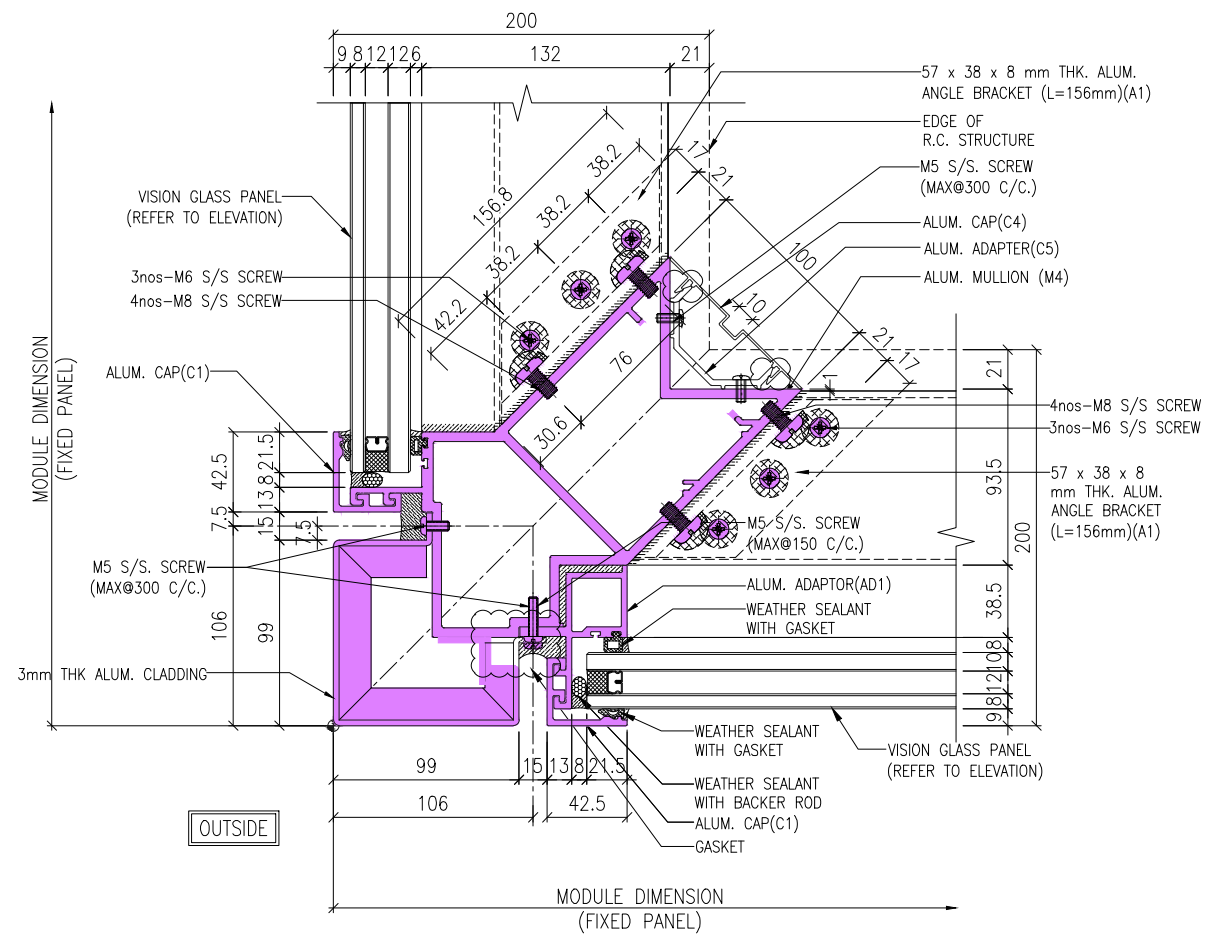 200
9 8 12 12 6 132 21
57 x 38 x 8 mm THK. ALUM.
ANGLE BRACKET (L=156mm)(A1)
EDGE OF
R.C. STRUCTURE
M5 S/S. SCREW
(MAX@300 C/C.)
ALUM. CAP(C4)
ALUM. ADAPTER(C5)
ALUM. MULLION (M4)
VISION GLASS PANEL
(REFER TO ELEVATION)
3nos-M6 S/S SCREW
4nos-M8 S/S SCREW
ALUM. CAP(C1)
MODULE DIMENSION
(FIXED PANEL)
156.8
38.2
38.2
38.2
42.2
17
21
100
10
21
17
76
30.6
1
42.5
7.5
106
21.5
8
13
15
7.5
99
M5 S/S. SCREW
(MAX@300 C/C.)
3mm THK ALUM. CLADDING
4nos-M8 S/S SCREW
3nos-M6 S/S SCREW
57 x 38 x 8
mm THK. ALUM.
ANGLE BRACKET
(L=156mm)(A1)
M5 S/S. SCREW
(MAX@150 C/C.)
ALUM. ADAPTOR(AD1)
WEATHER SEALANT
WITH GASKET
21
93.5
38.5
8
10
12
8
9
200
WEATHER SEALANT
WITH GASKET
VISION GLASS PANEL
(REFER TO ELEVATION)
WEATHER SEALANT
WITH BACKER ROD
ALUM. CAP(C1)
GASKET
99 15 13 8 21.5
106 42.5
OUTSIDE
MODULE DIMENSION
(FIXED PANEL)